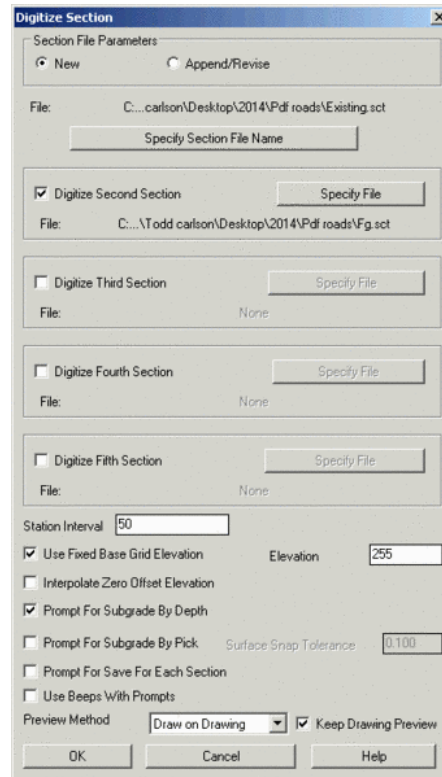 Digitize Section
Section File Parameters
New Append/Revise
File: C:...carlson\Desktop\2014\Pdf roads\Existing.sct
Specify Section File Name
Digitize Second Section Specify File
File: C:...\Todd carlson\Desktop\2014\Pdf roads\Fg.sct
Digitize Third Section Specify File
File: None
Digitize Fourth Section Specify File
File: None
Digitize Fifth Section Specify File
File: None
Station Interval 50
Use Fixed Base Grid Elevation Elevation 255
Interpolate Zero Offset Elevation
Prompt For Subgrade By Depth
Prompt For Subgrade By Pick Surface Snap Tolerance 0.100
Prompt For Save For Each Section
Use Beeps With Prompts
Preview Method Draw on Drawing Keep Drawing Preview
OK Cancel Help